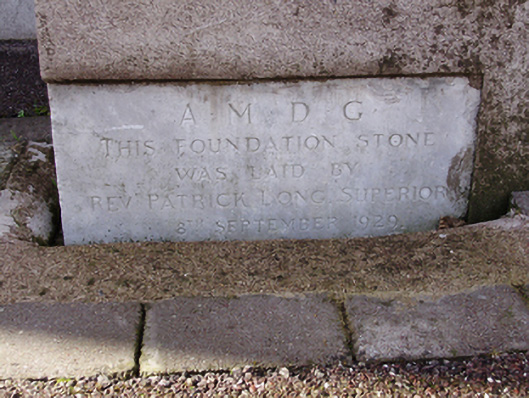 A M D G
THIS FOUNDATION STONE
WAS LAID BY
REV PATRICK LONG SUPERIOR
8TH SEPTEMBER 1929